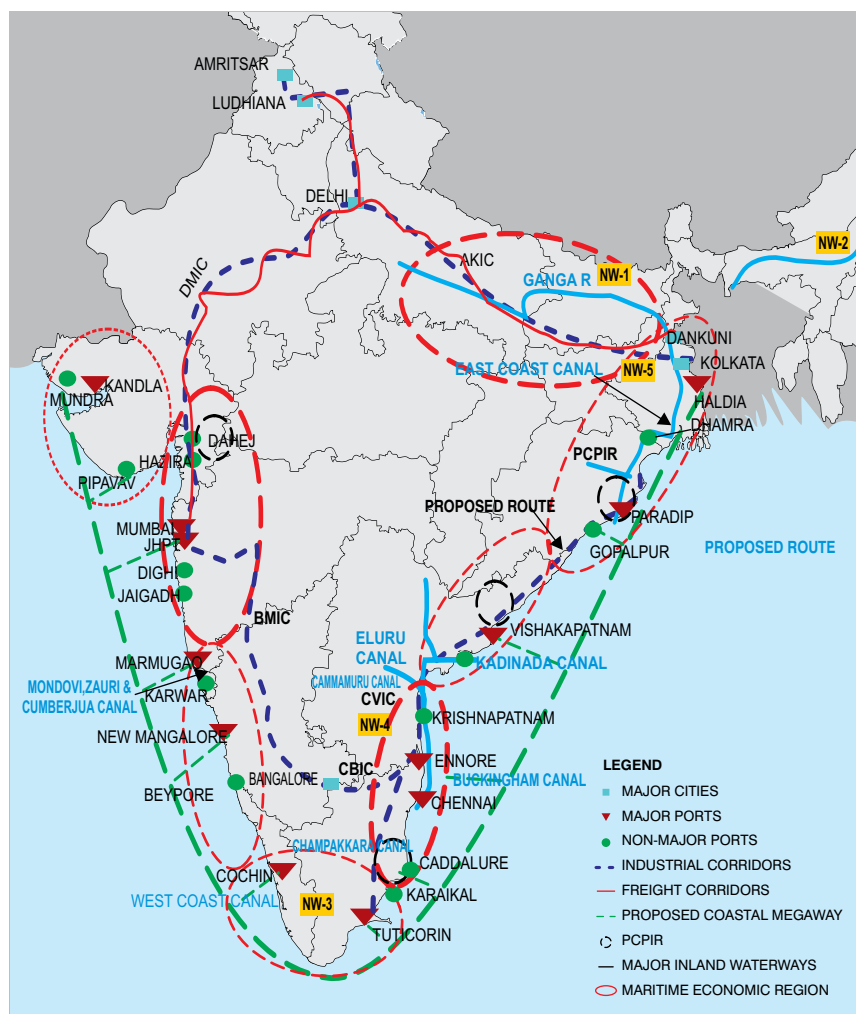 AMRITSAR
LUDHIANA
DELHI
DMIC
AKIC
GANGA R
NW-1
NW-2
DANKUNI
KOLKATA
NW-5
EAST COAST CANAL
HALDIA
DHAMRA
KANDLA
MUNDRA
PIPAVAV
DAHEJ
HAZIRA
PCPIR
PARADIP
PROPOSED ROUTE
GOPALPUR
PROPOSED ROUTE
MUMBAI
JHPT
DIGHI
JAIGADH
BMIC
VISHAKAPATNAM
ELURU
CANAL
KADINADA CANAL
CAMMAMURU CANAL
MARMUGAO
MONDOVI,ZAURI &
CUMBERJUA CANAL
KARWAR
CVIC
NW-4
KRISHNAPATNAM
NEW MANGALORE
ENNORE
BANGALORE
CBIC
BUCKINGHAM CANAL
BEYPORE
CHENNAI
CHAMPAKKARA CANAL
CADDALURE
COCHIN
WEST COAST CANAL
NW-3
KARAIKAL
TUTICORIN
LEGEND
MAJOR CITIES
MAJOR PORTS
NON-MAJOR PORTS
INDUSTRIAL CORRIDORS
FREIGHT CORRIDORS
PROPOSED COASTAL MEGAWAY
PCPIR
MAJOR INLAND WATERWAYS
MARITIME ECONOMIC REGION